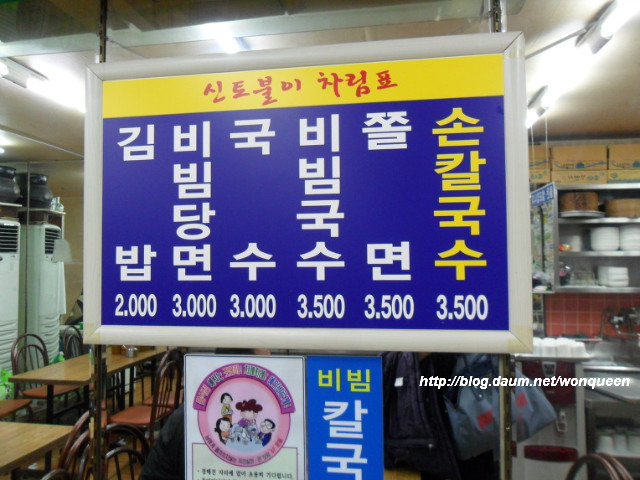 신토불이 차림표
김밥 2.000
비빔당면 3.000
국수 3.000
비빔국수 3.500
쫄면 3.500
손칼국수 3.500
비빔
칼국
http://blog.daum.net/wonqueen